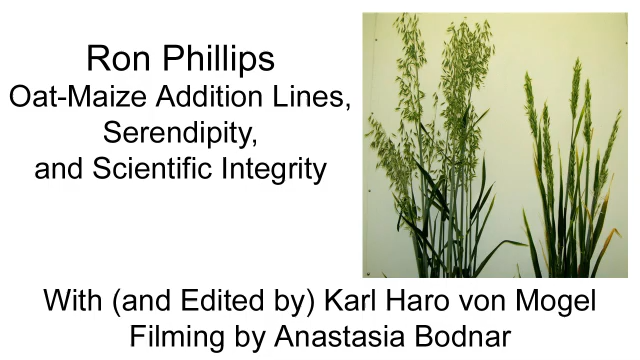 Ron Phillips
Oat-Maize Addition Lines,
Serendipity,
and Scientific Integrity
With (and Edited by) Karl Haro von Mogel
Filming by Anastasia Bodnar